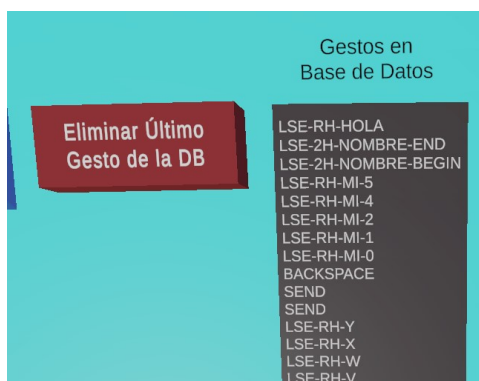 Eliminar Último
Gesto de la DB
Gestos en
Base de Datos
LSE-RH-HOLA
LSE-2H-NOMBRE-END
LSE-2H-NOMBRE-BEGIN
LSE-RH-MI-5
LSE-RH-MI-4
LSE-RH-MI-2
LSE-RH-MI-1
LSE-RH-MI-0
BACKSPACE
SEND
SEND
LSE-RH-Y
LSE-RH-X
LSE-RH-W
LSE-RH-V